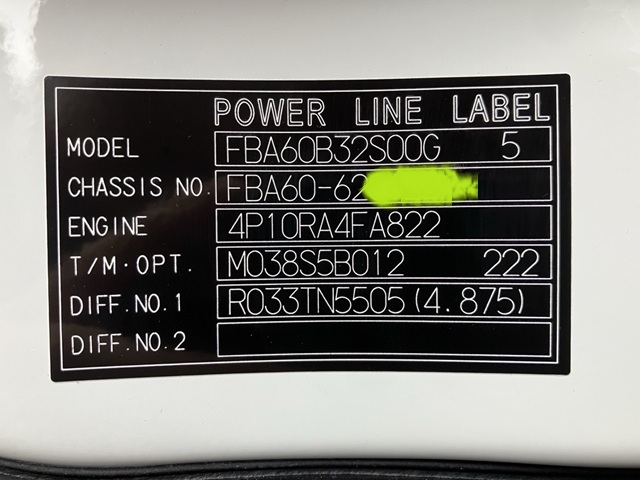 POWER LINE LABEL
MODEL FBA60B32S00G 5
CHASSIS NO. FBA60-62
ENGINE 4P10RA4FA822
T/M·OPT. M038S5B012 222
DIFF.NO.1 R033TN5505(4.875)
DIFF.NO.2